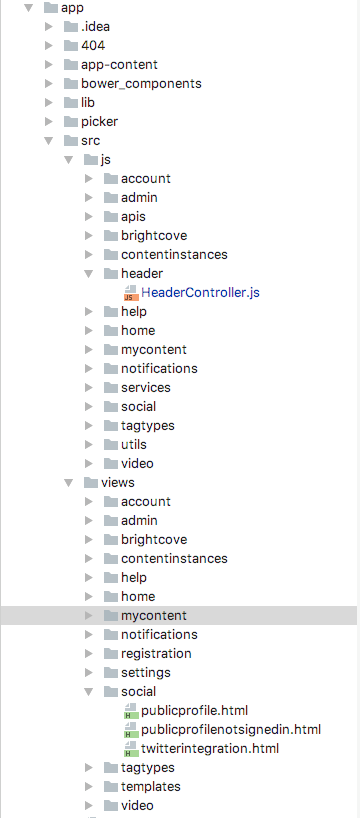 app
.idea
404
app-content
bower_components
lib
picker
src
js
account
admin
apis
brightcove
contentinstances
header
HeaderController.js
help
home
mycontent
notifications
services
social
tagtypes
utils
video
views
account
admin
brightcove
contentinstances
help
home
mycontent
notifications
registration
settings
social
publicprofile.html
publicprofilenotsignedin.html
twitterintegration.html
tagtypes
templates
video